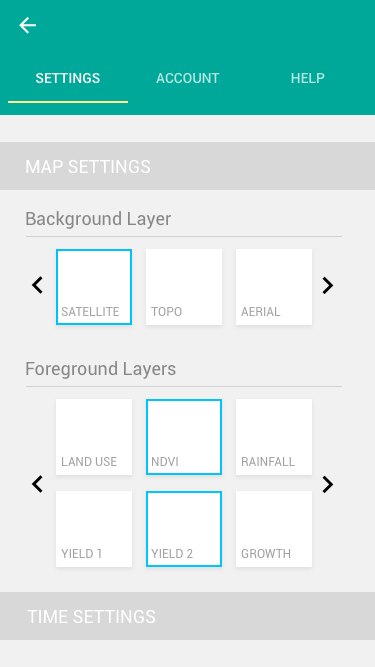 SETTINGS ACCOUNT HELP
MAP SETTINGS
Background Layer
SATELLITE TOPO AERIAL
Foreground Layers
LAND USE NDVI RAINFALL
YIELD 1 YIELD 2 GROWTH
TIME SETTINGS